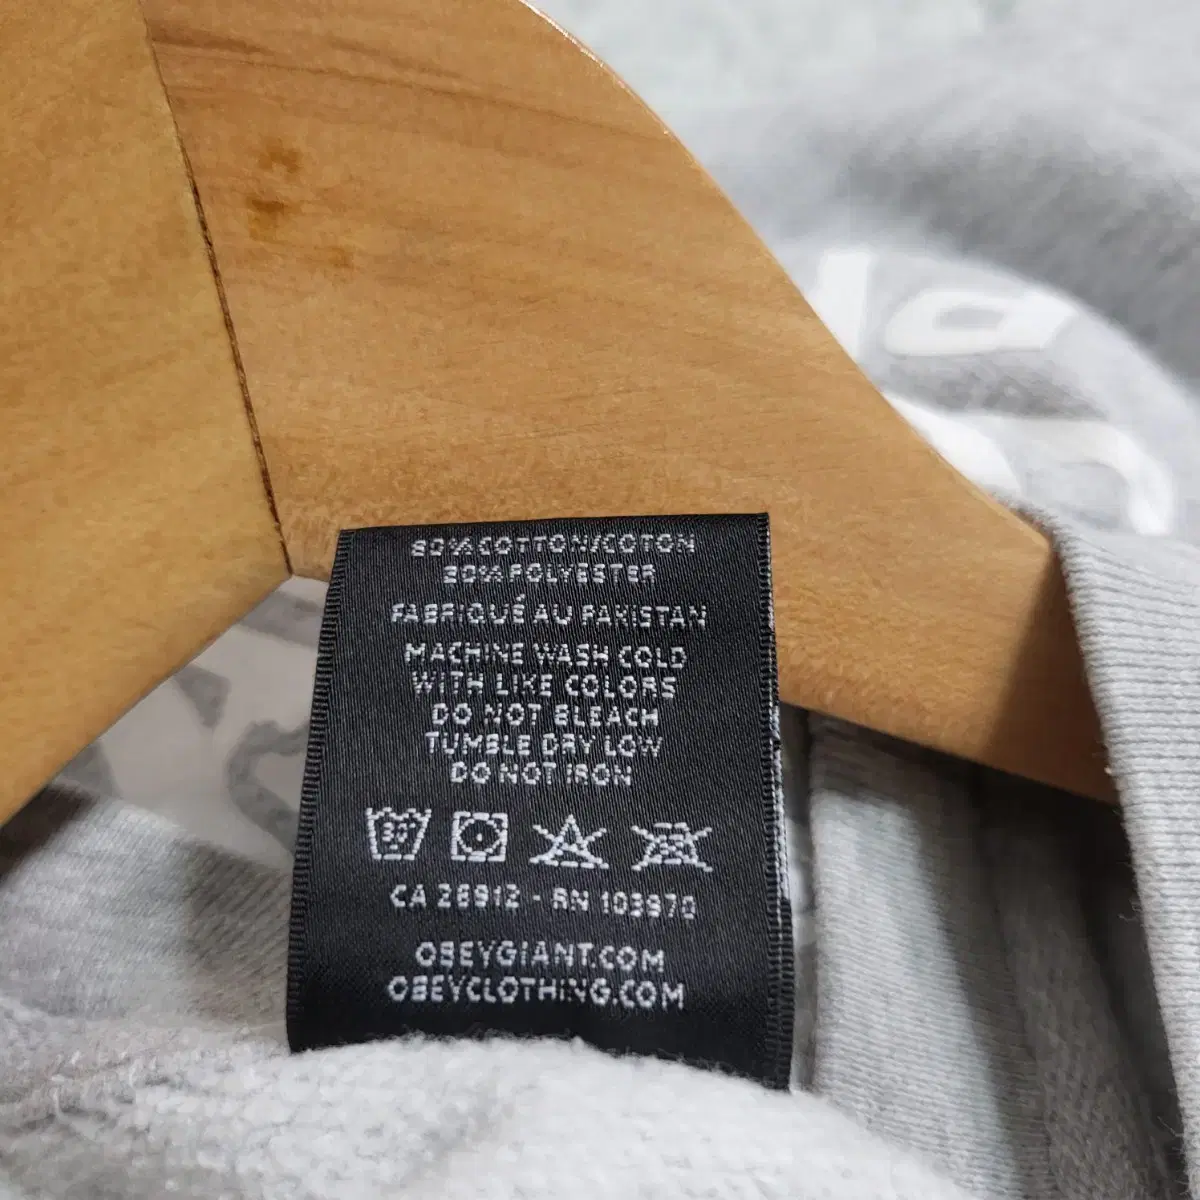 80% COTTON/COTON
20% POLYESTER
FABRIQUÉ AU PAKISTAN
MACHINE WASH COLD
WITH LIKE COLORS
DO NOT BLEACH
TUMBLE DRY LOW
DO NOT IRON
30°
CA 26912 - RN 103970
OBEYGIANT.COM
OBEYCLOTHING.COM